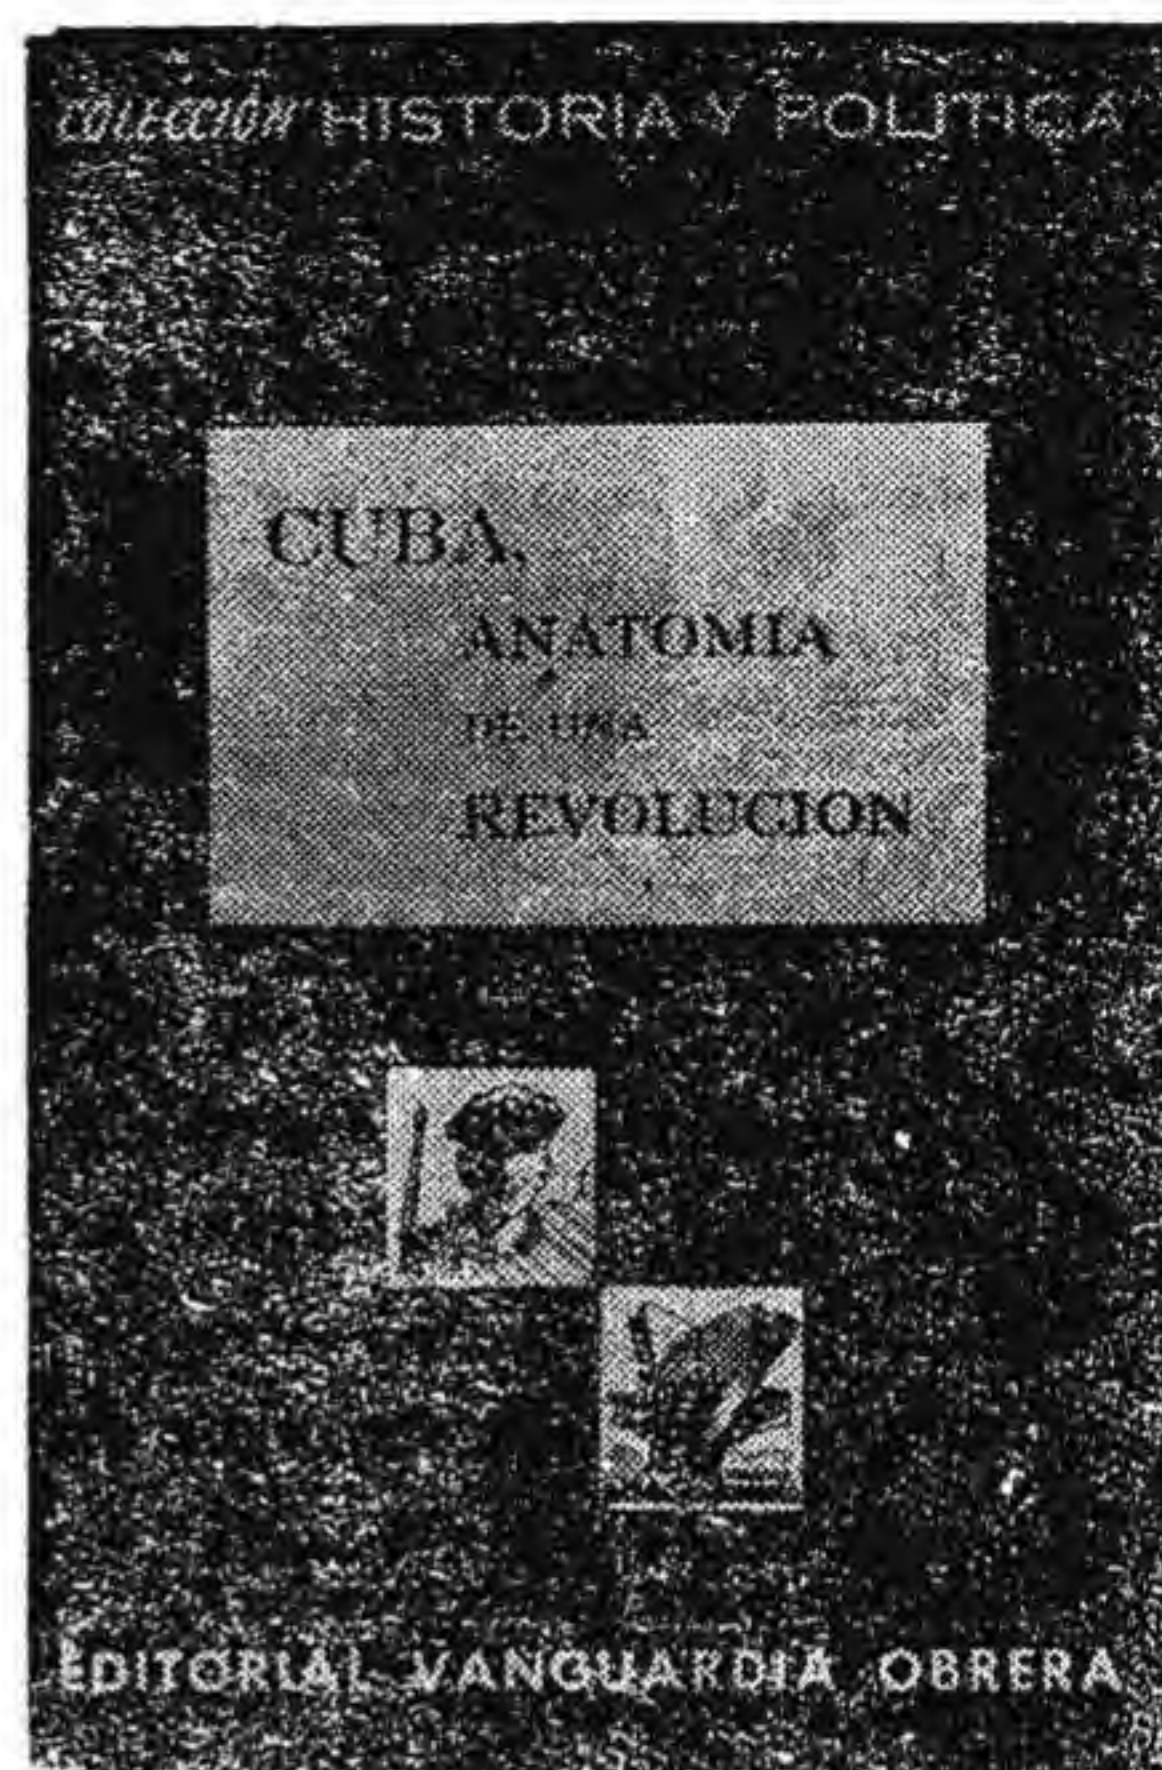 COLECCIÓN HISTORIA Y POLITICA
CUBA,
ANATOMIA
DE UNA
REVOLUCION
EDITORIAL VANGUARDIA OBRERA